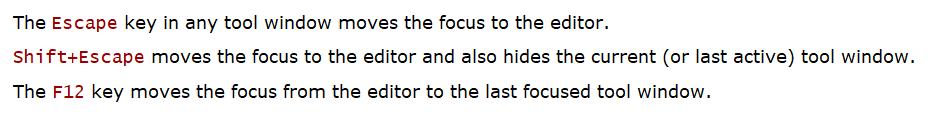 The Escape key in any tool window moves the focus to the editor.
Shift+Escape moves the focus to the editor and also hides the current (or last active) tool window.
The F12 key moves the focus from the editor to the last focused tool window.